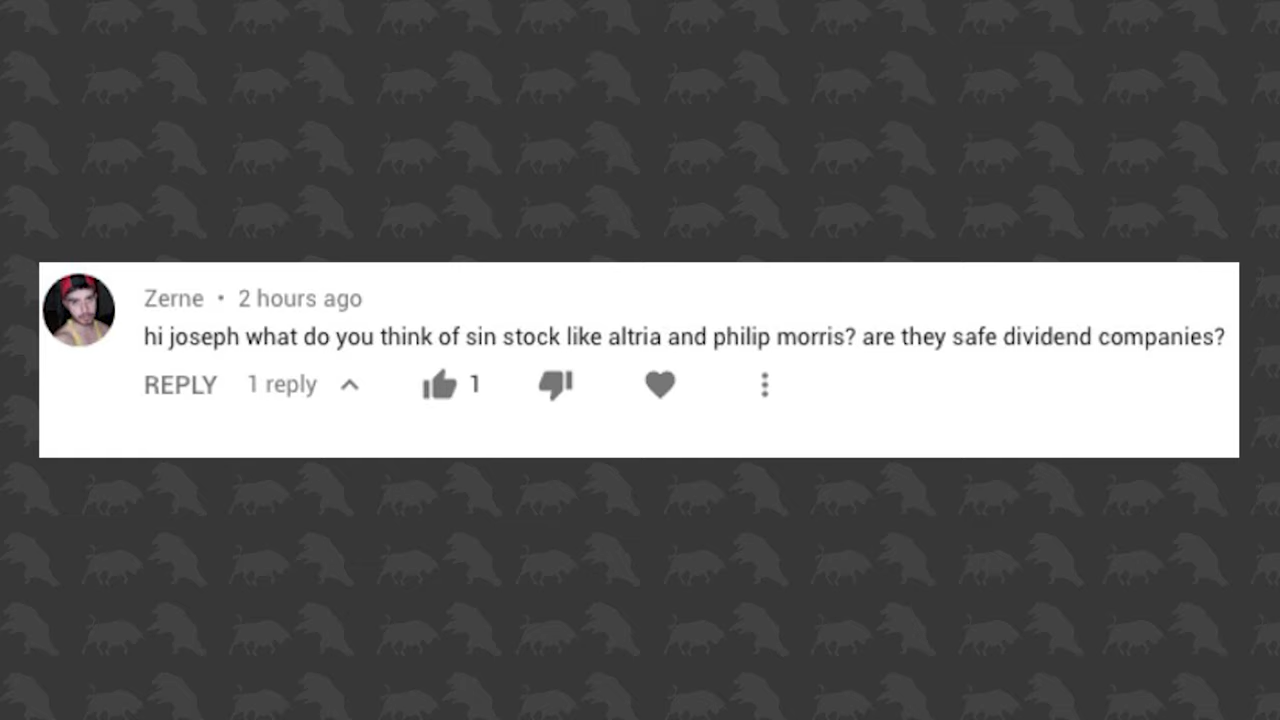 Zerne • 2 hours ago
hi joseph what do you think of sin stock like altria and philip morris? are they safe dividend companies?
REPLY 1 reply 1